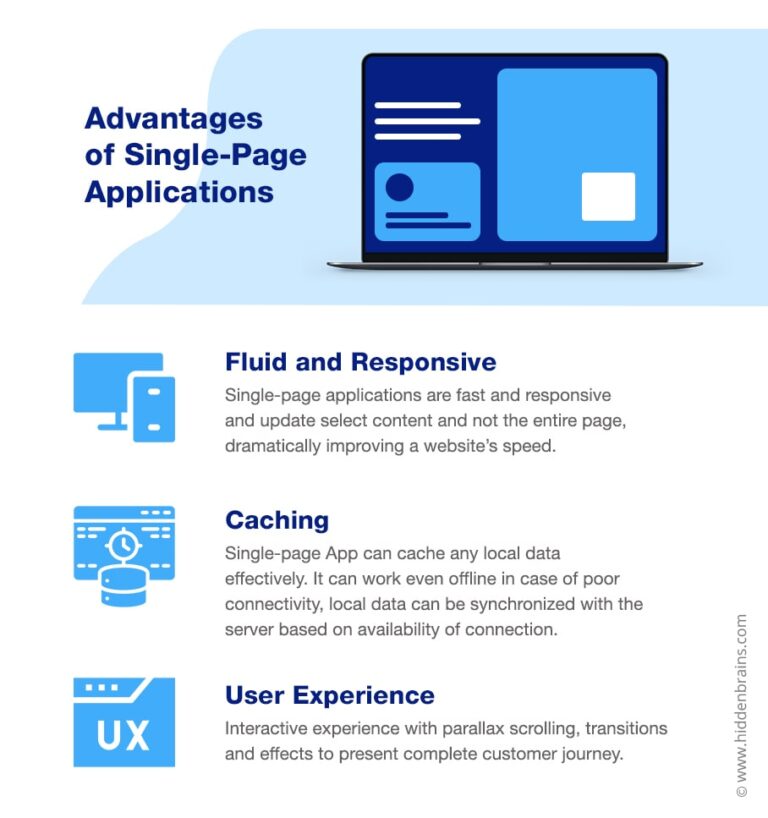 Advantages
of Single-Page
Applications
Fluid and Responsive
Single-page applications are fast and responsive
and update select content and not the entire page,
dramatically improving a website’s speed.
Caching
Single-page App can cache any local data
effectively. It can work even offline in case of poor
connectivity, local data can be synchronized with the
server based on availability of connection.
UX
User Experience
Interactive experience with parallax scrolling, transitions
and effects to present complete customer journey.
© www.hiddenbrains.com